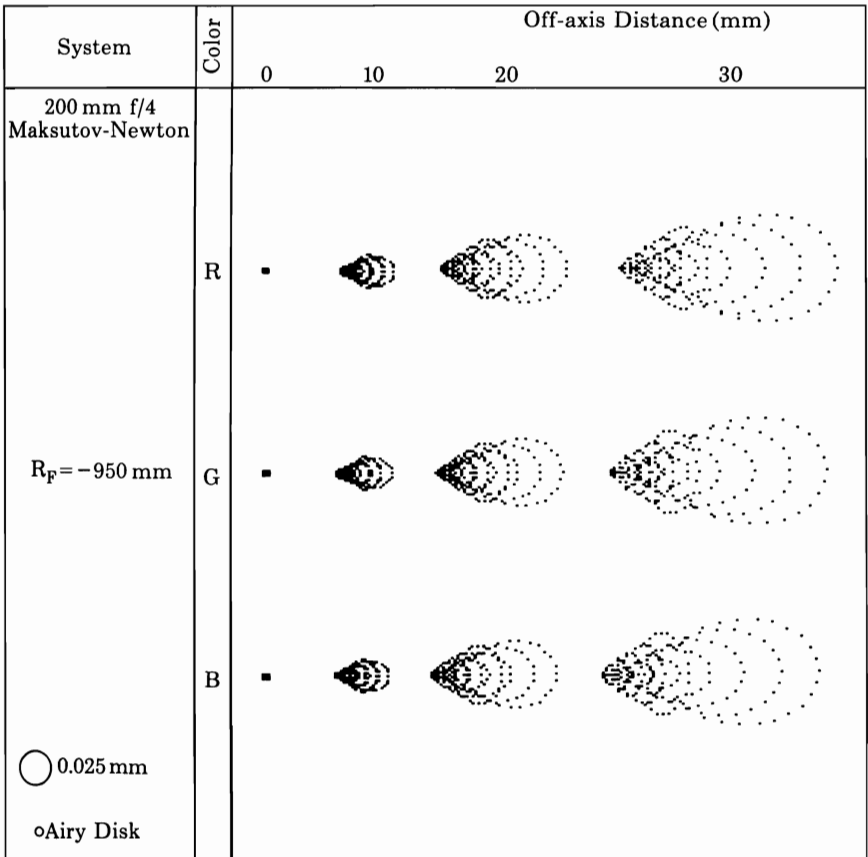 System
Color
Off-axis Distance (mm)
0 10 20 30
200 mm f/4
Maksutov-Newton
R
R_F = −950 mm
G
B
0.025 mm
Airy Disk